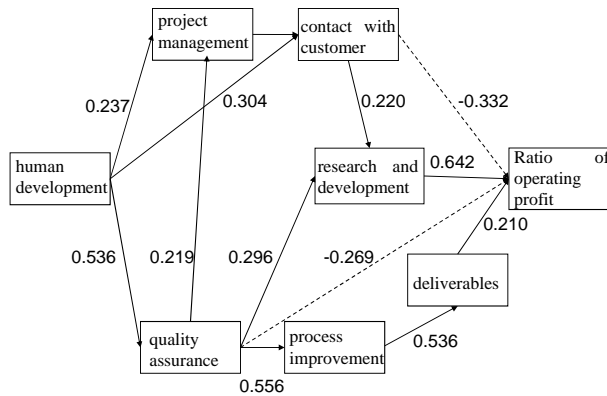 project
management
contact with
customer
0.237
0.304
0.220
-0.332
human
development
research and
development
0.642
Ratio of
operating
profit
0.210
0.536
0.219
0.296
-0.269
deliverables
quality
assurance
process
improvement
0.536
0.556